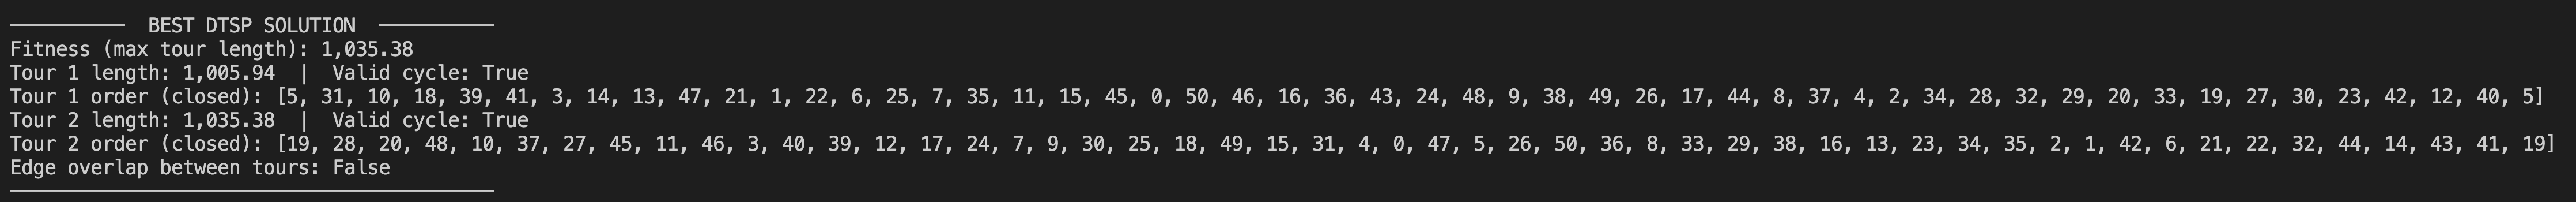 BEST DTSP SOLUTION
Fitness (max tour length): 1,035.38
Tour 1 length: 1,005.94 | Valid cycle: True
Tour 1 order (closed): [5, 31, 10, 18, 39, 41, 3, 14, 13, 47, 21, 1, 22, 6, 25, 7, 35, 11, 15, 45, 0, 50, 46, 16, 36, 43, 24, 48, 9, 38, 49, 26, 17, 44, 8, 37, 4, 2, 34, 28, 32, 29, 20, 33, 19, 27, 30, 23, 42, 12, 40, 5]
Tour 2 length: 1,035.38 | Valid cycle: True
Tour 2 order (closed): [19, 28, 20, 48, 10, 37, 27, 45, 11, 46, 3, 40, 39, 12, 17, 24, 7, 9, 30, 25, 18, 49, 15, 31, 4, 0, 47, 5, 26, 50, 36, 8, 33, 29, 38, 16, 13, 23, 34, 35, 2, 1, 42, 6, 21, 22, 32, 44, 14, 43, 41, 19]
Edge overlap between tours: False